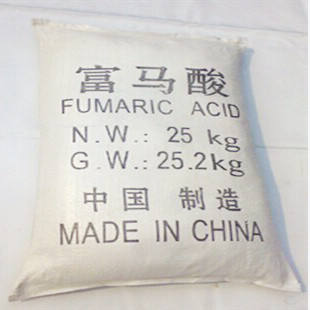 富马酸
FUMARIC ACID
N.W.: 25 kg
G.W.: 25.2kg
中国 制造
MADE IN CHINA